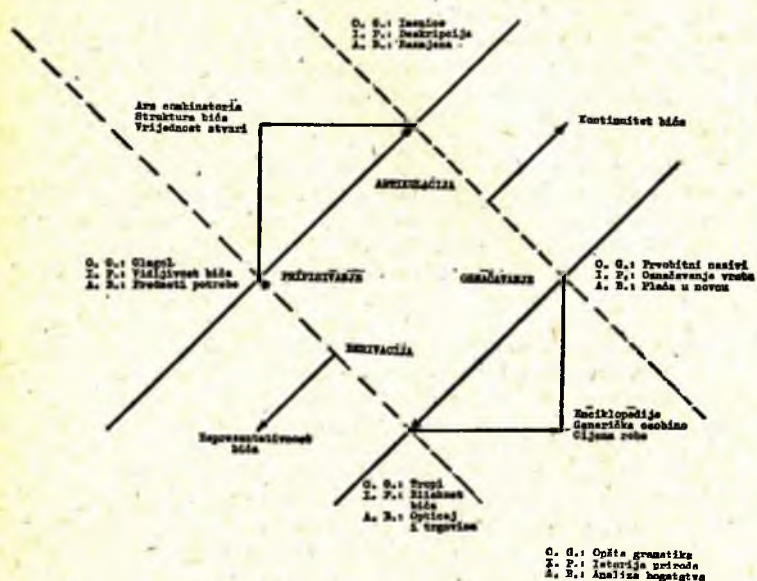 O. G.: Imenice
I. P.: Deskripcija
A. B.: Razmjena
Ars combinatoria
Struktura bića
Vrijednost stvari
Kontinuitet bića
ARTIKULACIJA
O. G.: Glagol
I. P.: Vidljivost bića
A. B.: Predmeti potrebe
PRIPISIVANJE
OZNAČAVANJE
O. G.: Prvobitni nazivi
I. P.: Označavanje vrsta
A. B.: Plaća u novcu
DERIVACIJA
Reprezentativnost
bića
Enciklopedije
Generička osobine
Cijena robe
O. G.: Tropi
I. P.: Bliskost
bića
A. B.: Opticaj
i trgovina
O. G.: Opšta gramatika
I. P.: Istorija prirode
A. B.: Analiza bogatstva